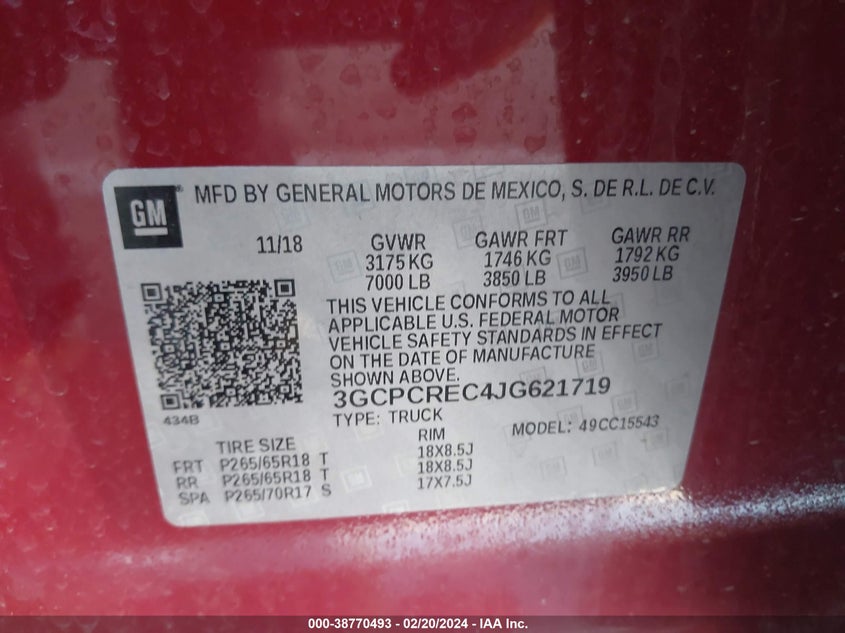 GM
MFD BY GENERAL MOTORS DE MEXICO, S. DE R.L. DE C.V.
11/18 GVWR GAWR FRT GAWR RR
3175 KG 1746 KG 1792 KG
7000 LB 3850 LB 3950 LB
THIS VEHICLE CONFORMS TO ALL
APPLICABLE U.S. FEDERAL MOTOR
VEHICLE SAFETY STANDARDS IN EFFECT
ON THE DATE OF MANUFACTURE
SHOWN ABOVE.
3GCPCREC4JG621719
434B
TYPE: TRUCK MODEL: 49CC15543
TIRE SIZE RIM
FRT P265/65R18 T 18X8.5J
RR P265/65R18 T 18X8.5J
SPA P265/70R17 S 17X7.5J
000-38770493 - 02/20/2024 - IAA Inc.